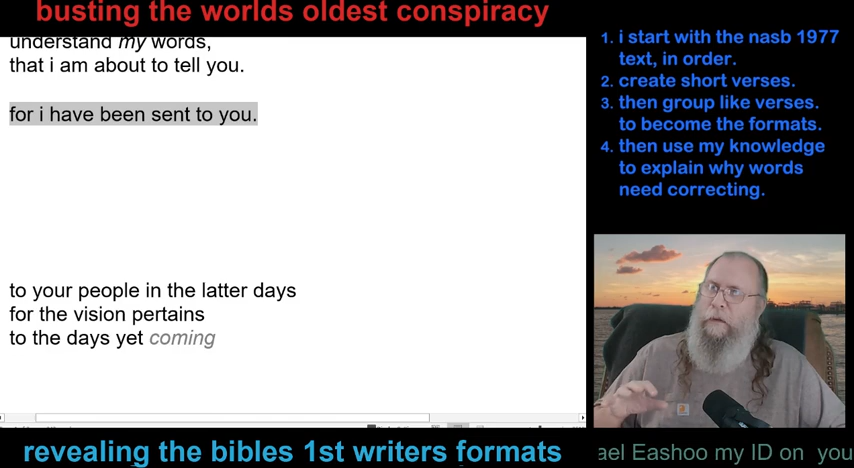 busting the worlds oldest conspiracy
understand my words,
that i am about to tell you.
for i have been sent to you.
to your people in the latter days
for the vision pertains
to the days yet coming
1. i start with the nasb 1977
text, in order.
2. create short verses.
3. then group like verses.
to become the formats.
4. then use my knowledge
to explain why words
need correcting.
revealing the bibles 1st writers formats
ael Eashoo my ID on you